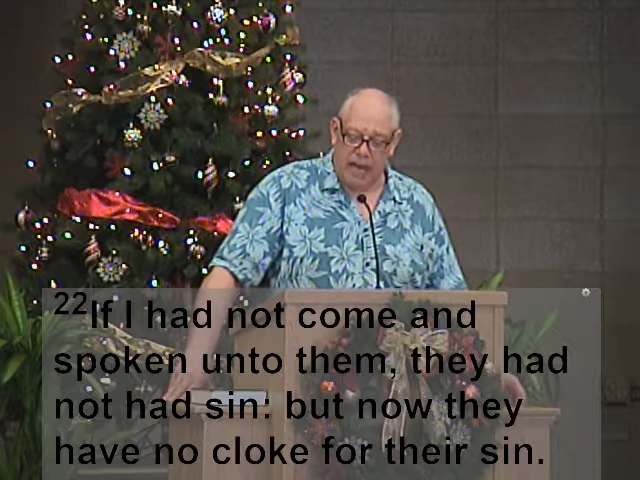 22If I had not come and
spoken unto them, they had
not had sin: but now they
have no cloke for their sin.